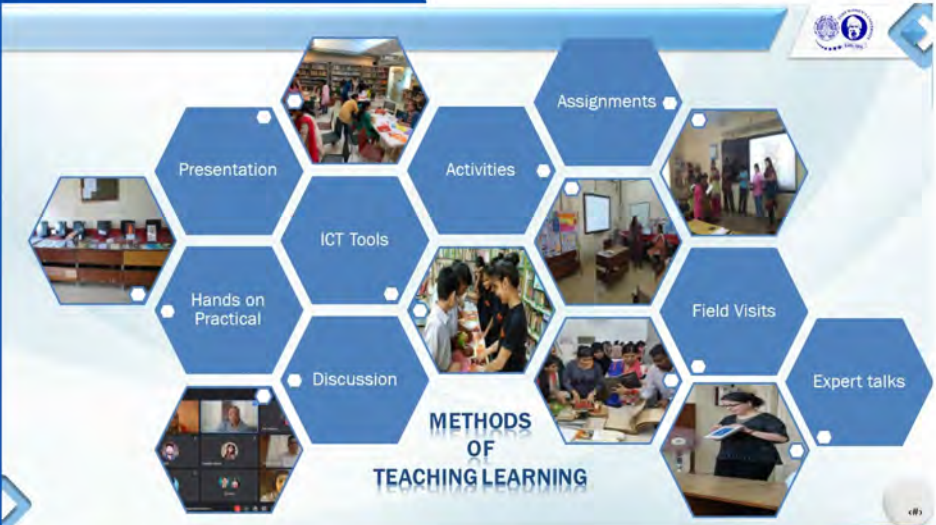 Assignments
Presentation
Activities
ICT Tools
Hands on
Practical
Field Visits
Discussion
Expert talks
METHODS
OF
TEACHING LEARNING
‹#›